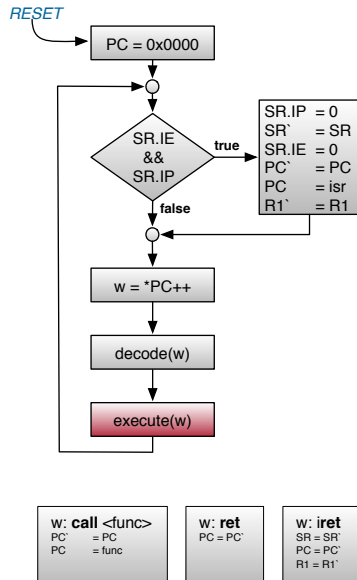 RESET
PC = 0x0000
SR.IE
&&
SR.IP
true
false
SR.IP = 0
SR` = SR
SR.IE = 0
PC` = PC
PC = isr
R1` = R1
w = *PC++
decode(w)
execute(w)
w: call <func>
PC` = PC
PC = func
w: ret
PC = PC`
w: iret
SR = SR`
PC = PC`
R1 = R1`